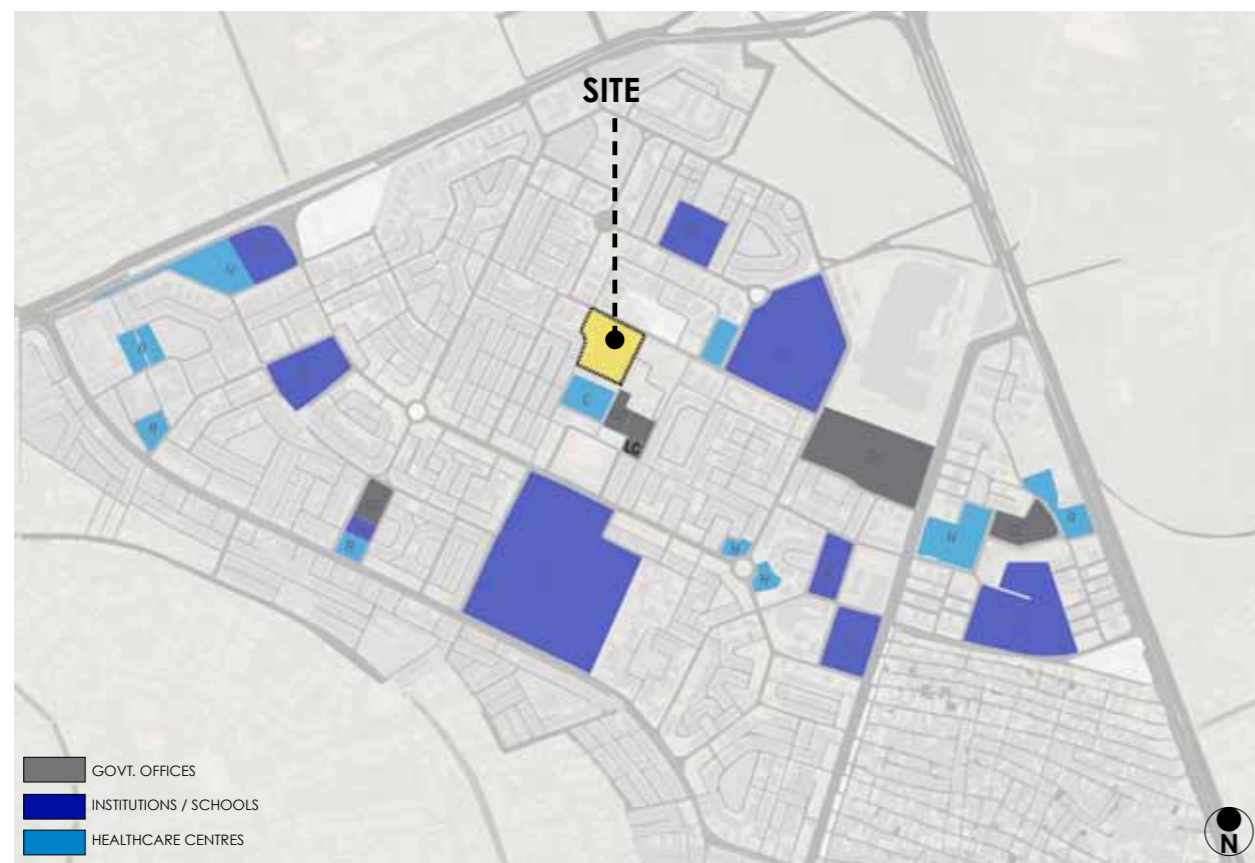 SITE
H
C
LC
H
H
H
H
GOVT. OFFICES
INSTITUTIONS / SCHOOLS
HEALTHCARE CENTRES
N